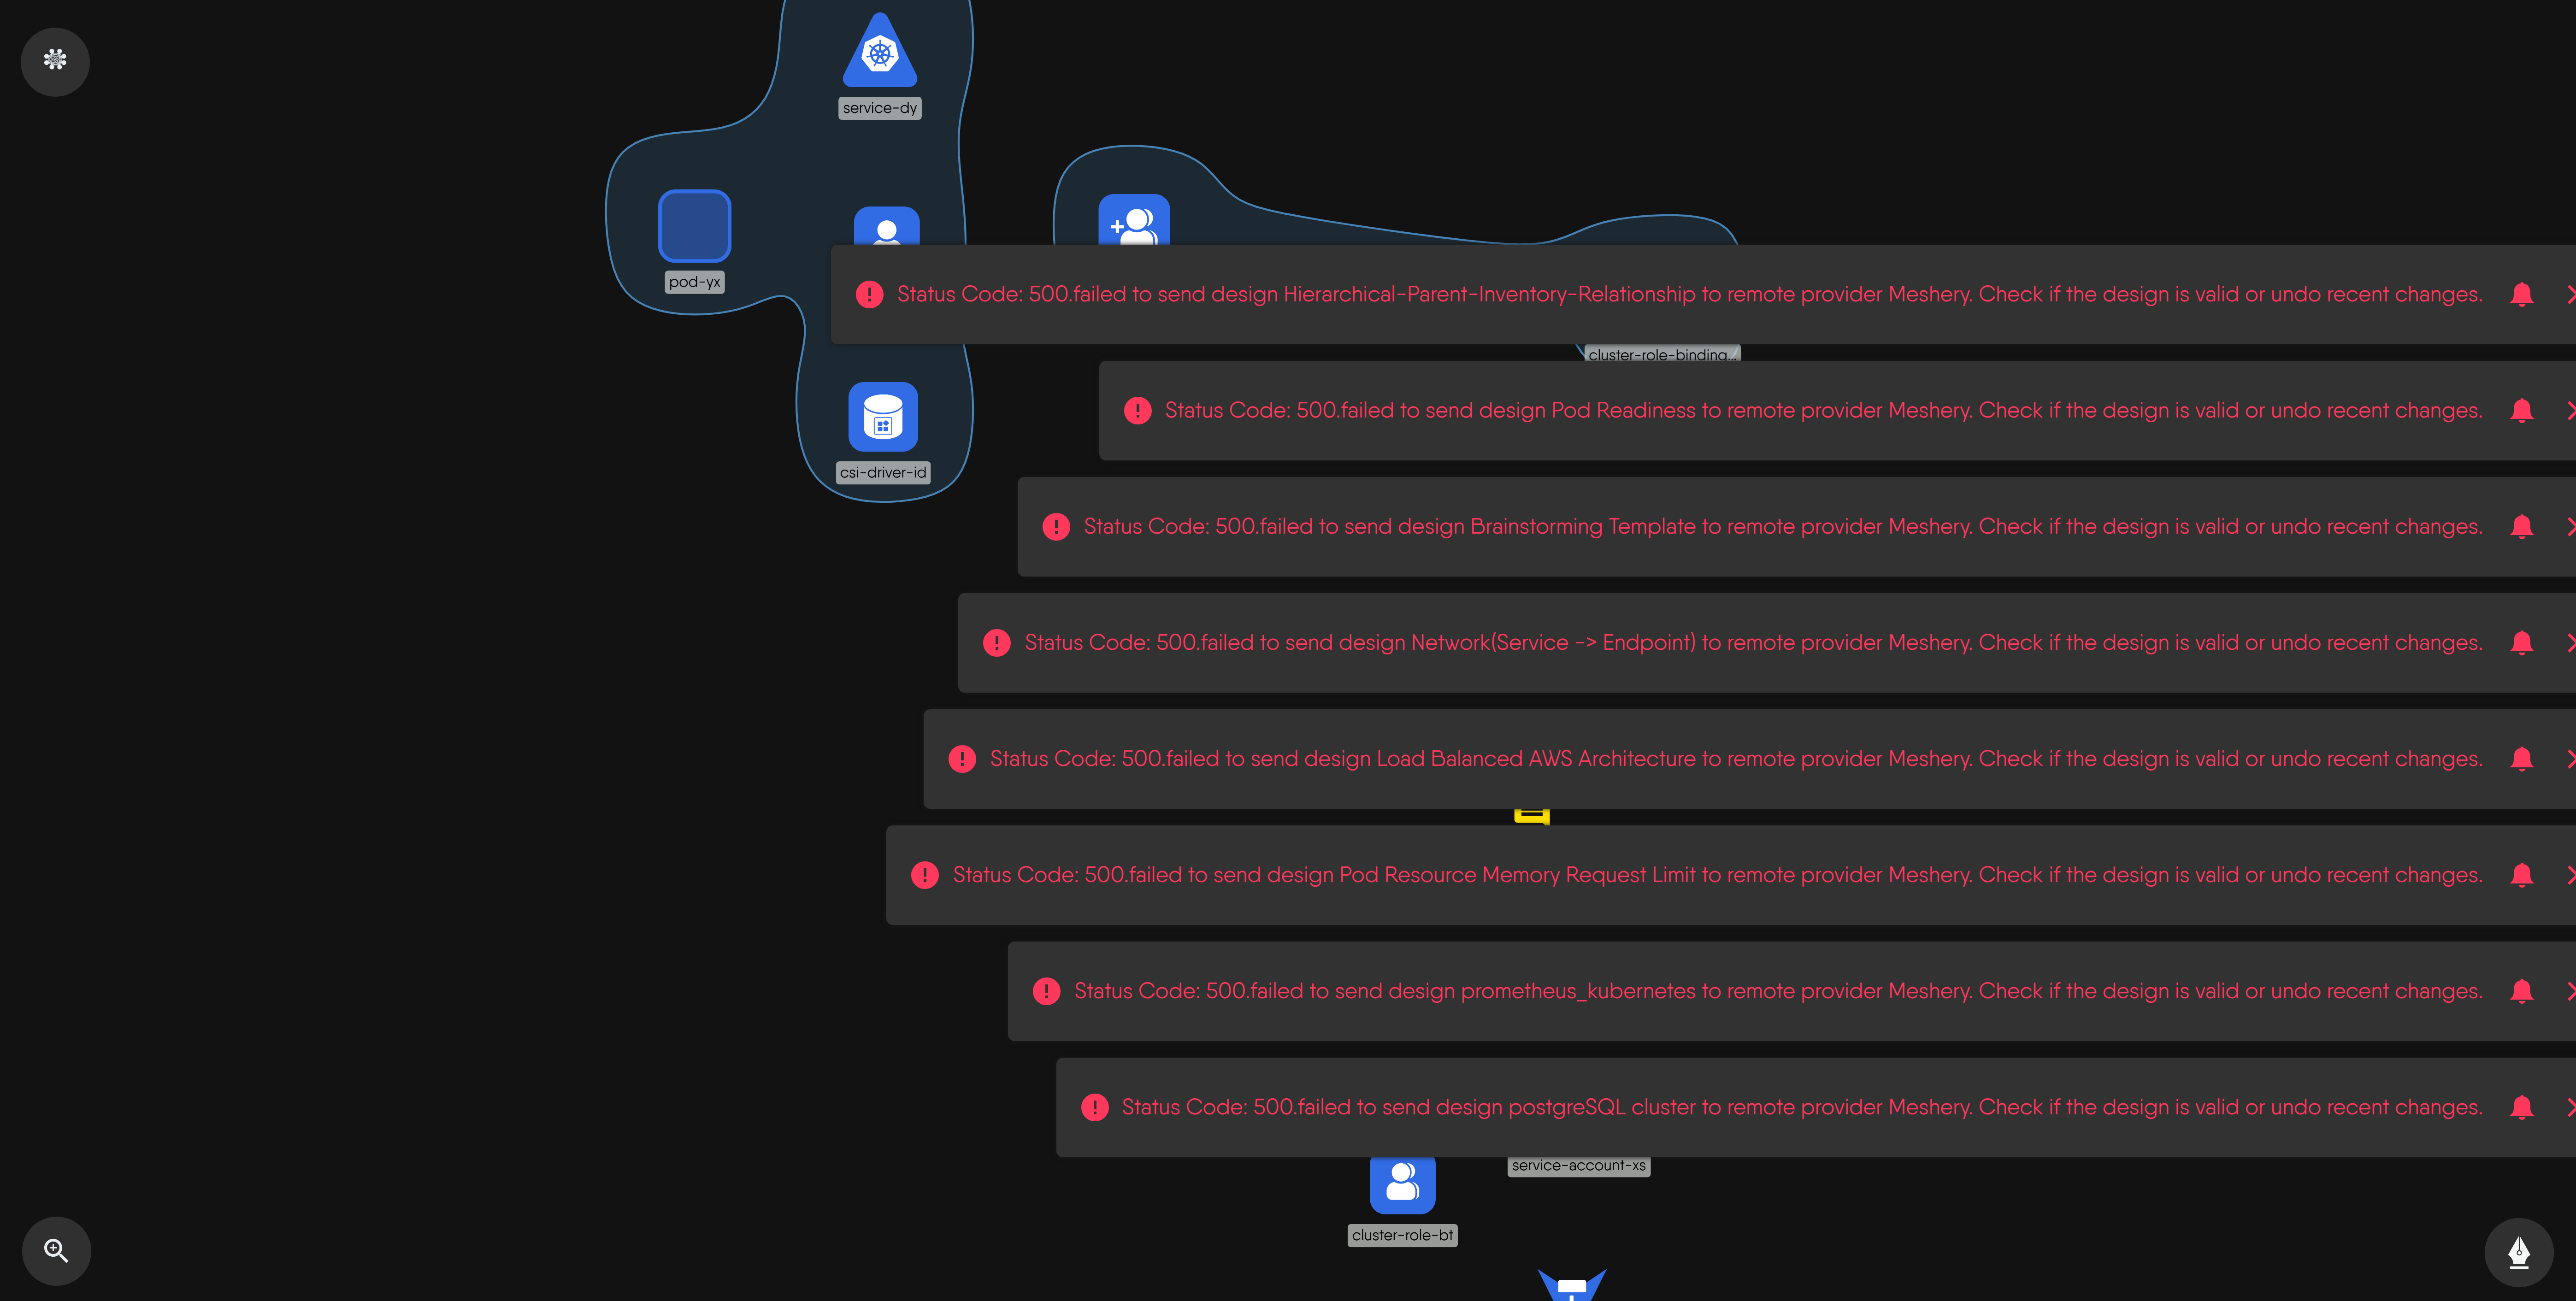 service-dy
pod-yx
Status Code: 500.failed to send design Hierarchical-Parent-Inventory-Relationship to remote provider Meshery. Check if the design is valid or undo recent changes.
cluster-role-binding...
Status Code: 500.failed to send design Pod Readiness to remote provider Meshery. Check if the design is valid or undo recent changes.
csi-driver-id
Status Code: 500.failed to send design Brainstorming Template to remote provider Meshery. Check if the design is valid or undo recent changes.
Status Code: 500.failed to send design Network(Service -> Endpoint) to remote provider Meshery. Check if the design is valid or undo recent changes.
Status Code: 500.failed to send design Load Balanced AWS Architecture to remote provider Meshery. Check if the design is valid or undo recent changes.
Status Code: 500.failed to send design Pod Resource Memory Request Limit to remote provider Meshery. Check if the design is valid or undo recent changes.
Status Code: 500.failed to send design prometheus_kubernetes to remote provider Meshery. Check if the design is valid or undo recent changes.
Status Code: 500.failed to send design postgreSQL cluster to remote provider Meshery. Check if the design is valid or undo recent changes.
service-account-xs
cluster-role-bt